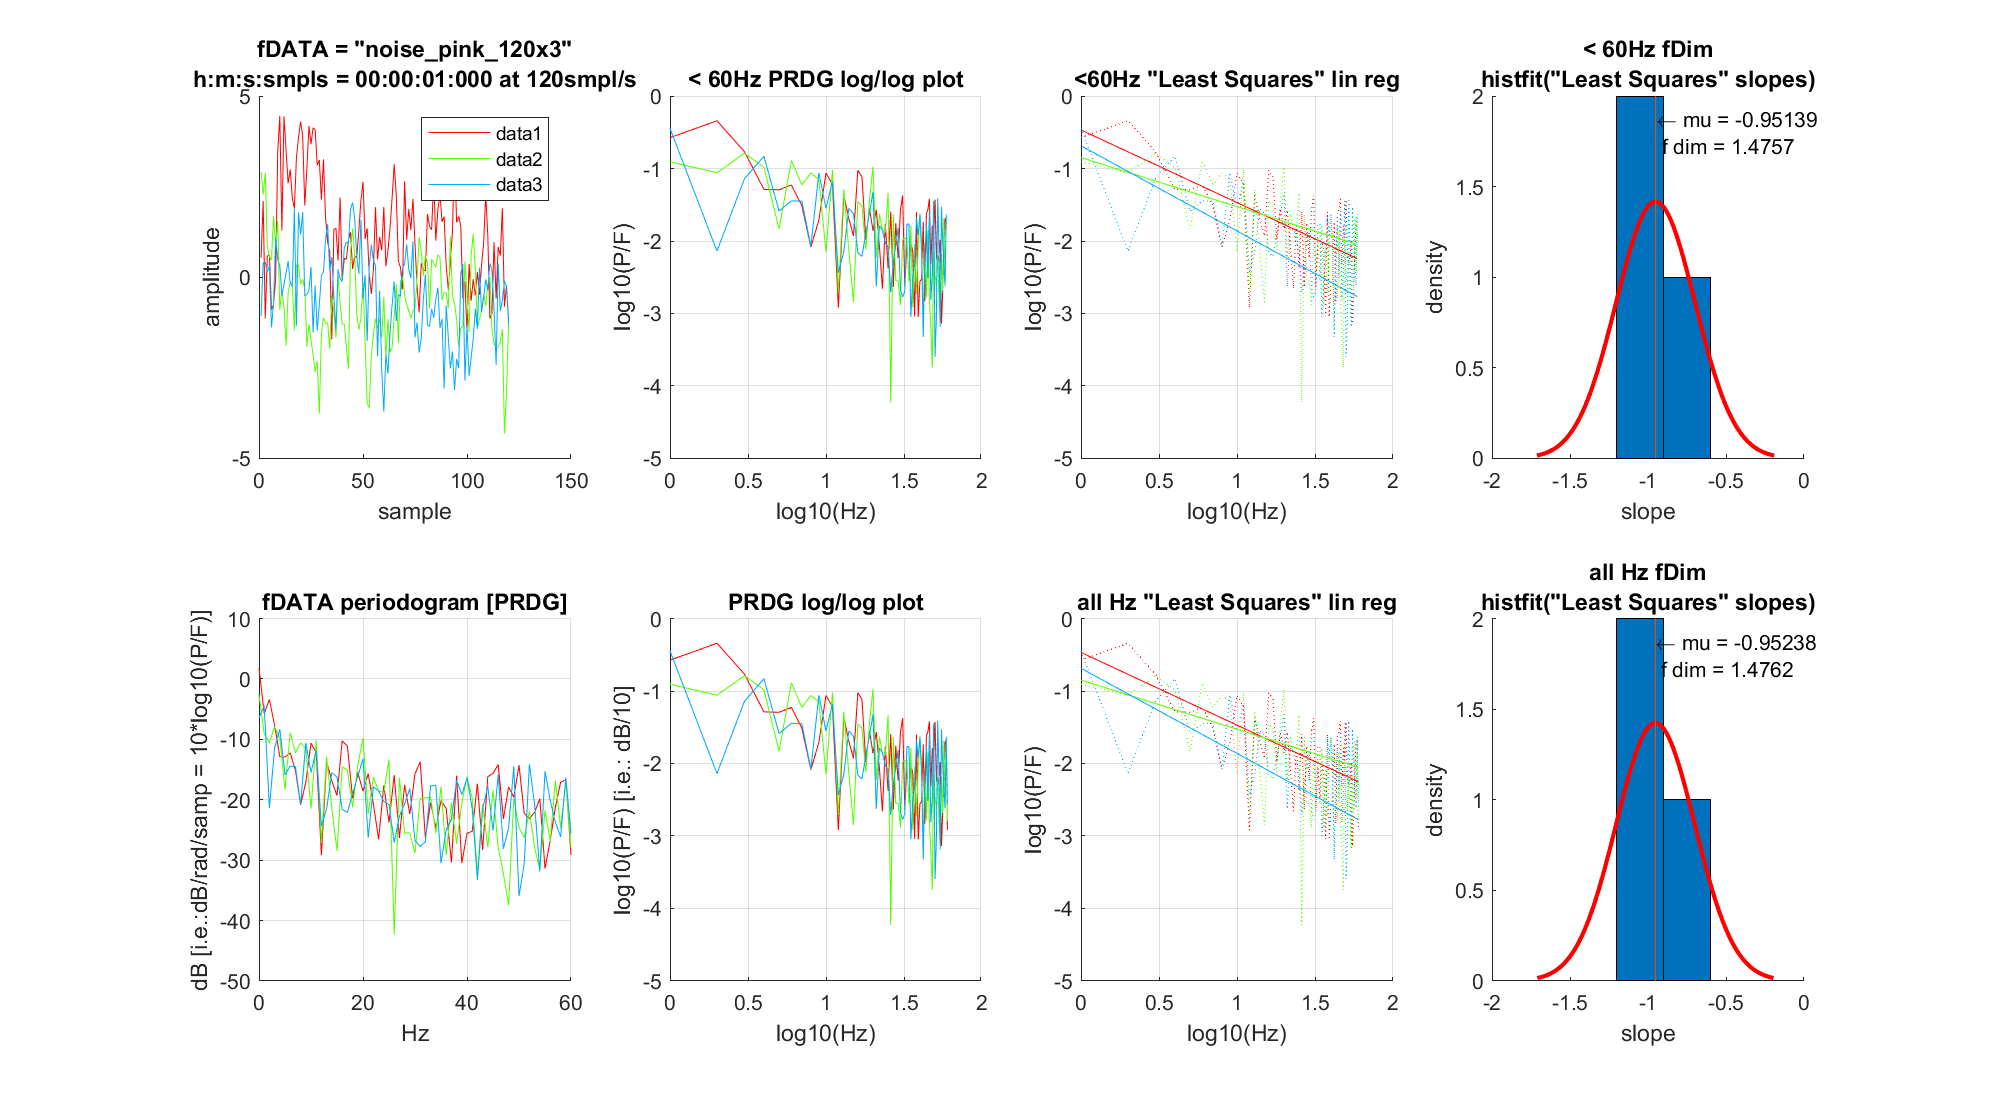 fDATA = "noise_pink_120x3"
h:m:s:smpls = 00:00:01:000 at 120smpl/s
5
0
-5
amplitude
data1
data2
data3
0 50 100 150
sample
< 60Hz PRDG log/log plot
0
-1
-2
-3
-4
-5
log10(P/F)
0 0.5 1 1.5 2
log10(Hz)
<60Hz "Least Squares" lin reg
0
-1
-2
-3
-4
-5
log10(P/F)
0 0.5 1 1.5 2
log10(Hz)
< 60Hz fDim
histfit("Least Squares" slopes)
2
1.5
1
0.5
0
density
← mu = -0.95139
f dim = 1.4757
-2 -1.5 -1 -0.5 0
slope
fDATA periodogram [PRDG]
10
0
-10
-20
-30
-40
-50
dB [i.e.:dB/rad/samp = 10*log10(P/F)]
0 20 40 60
Hz
PRDG log/log plot
0
-1
-2
-3
-4
-5
log10(P/F) [i.e.: dB/10]
0 0.5 1 1.5 2
log10(Hz)
all Hz "Least Squares" lin reg
0
-1
-2
-3
-4
-5
log10(P/F)
0 0.5 1 1.5 2
log10(Hz)
all Hz fDim
histfit("Least Squares" slopes)
2
1.5
1
0.5
0
density
← mu = -0.95238
f dim = 1.4762
-2 -1.5 -1 -0.5 0
slope